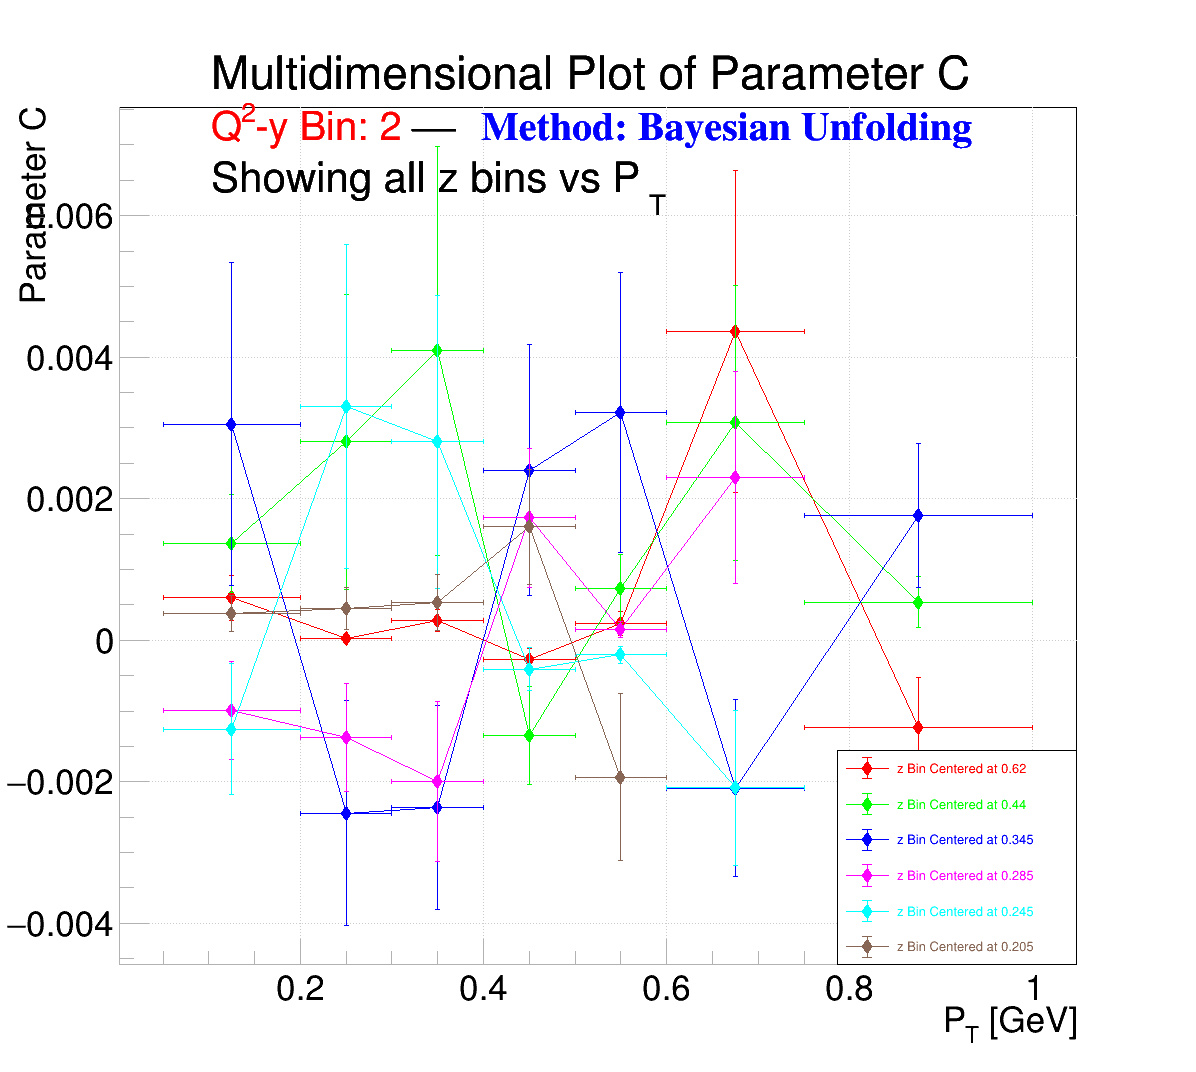 Multidimensional Plot of Parameter C
Q²-y Bin: 2 — Method: Bayesian Unfolding
Showing all z bins vs P_T
Parameter C
0.006
0.004
0.002
0
−0.002
−0.004
0.2 0.4 0.6 0.8 1
P_T [GeV]
z Bin Centered at 0.62
z Bin Centered at 0.44
z Bin Centered at 0.345
z Bin Centered at 0.285
z Bin Centered at 0.245
z Bin Centered at 0.205